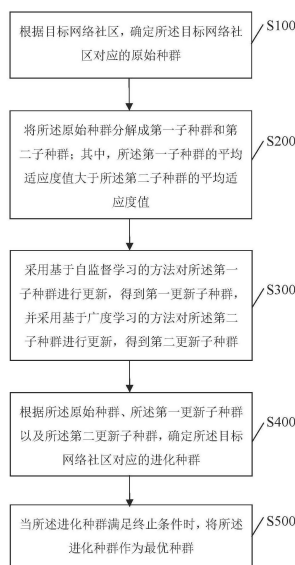 根据目标网络社区，确定所述目标网络社
区对应的原始种群
S100
将所述原始种群分解成第一子种群和第
二子种群；其中，所述第一子种群的平均
适应度值大于所述第二子种群的平均适
应度值
S200
采用基于自监督学习的方法对所述第一
子种群进行更新，得到第一更新子种群，
并采用基于广度学习的方法对所述第二
子种群进行更新，得到第二更新子种群
S300
根据所述原始种群、所述第一更新子种群
以及所述第二更新子种群，确定所述目标
网络社区对应的进化种群
S400
当所述进化种群满足终止条件时，将所述
进化种群作为最优种群
S500